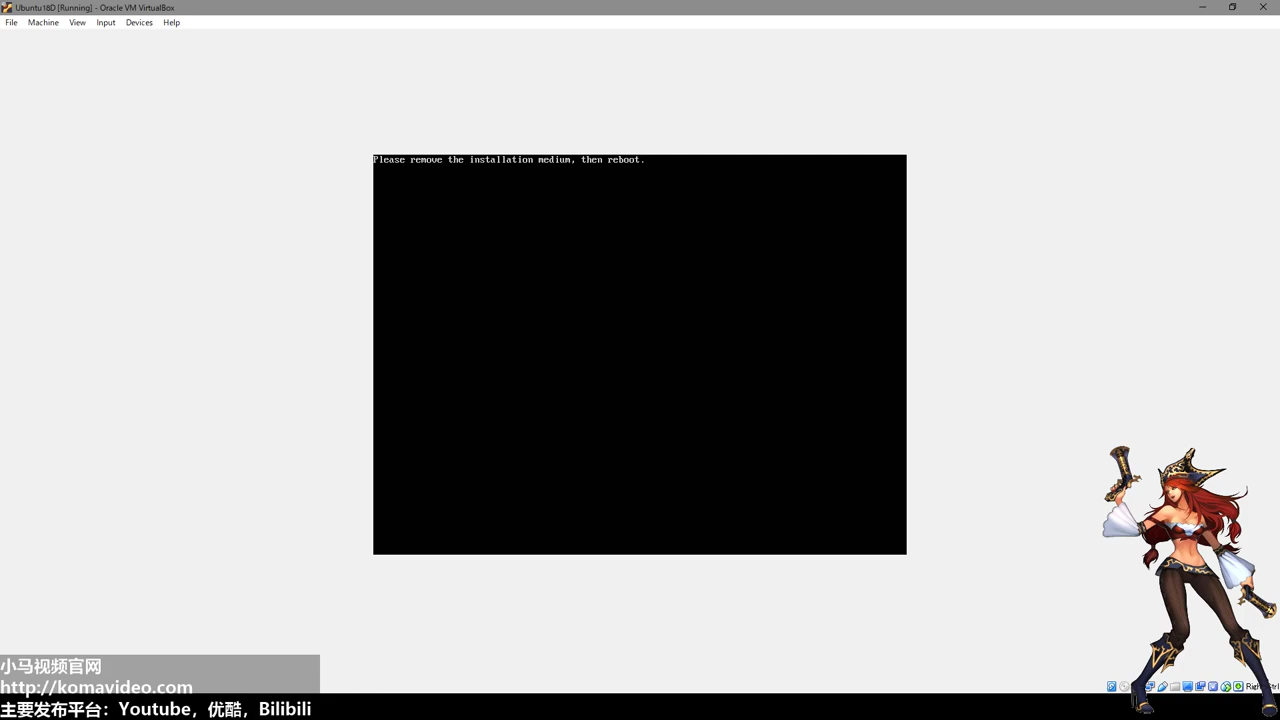 Ubuntu18D [Running] - Oracle VM VirtualBox
File Machine View Input Devices Help
Please remove the installation medium, then reboot.
小马视频官网
http://komavideo.com
主要发布平台：Youtube，优酷，Bilibili